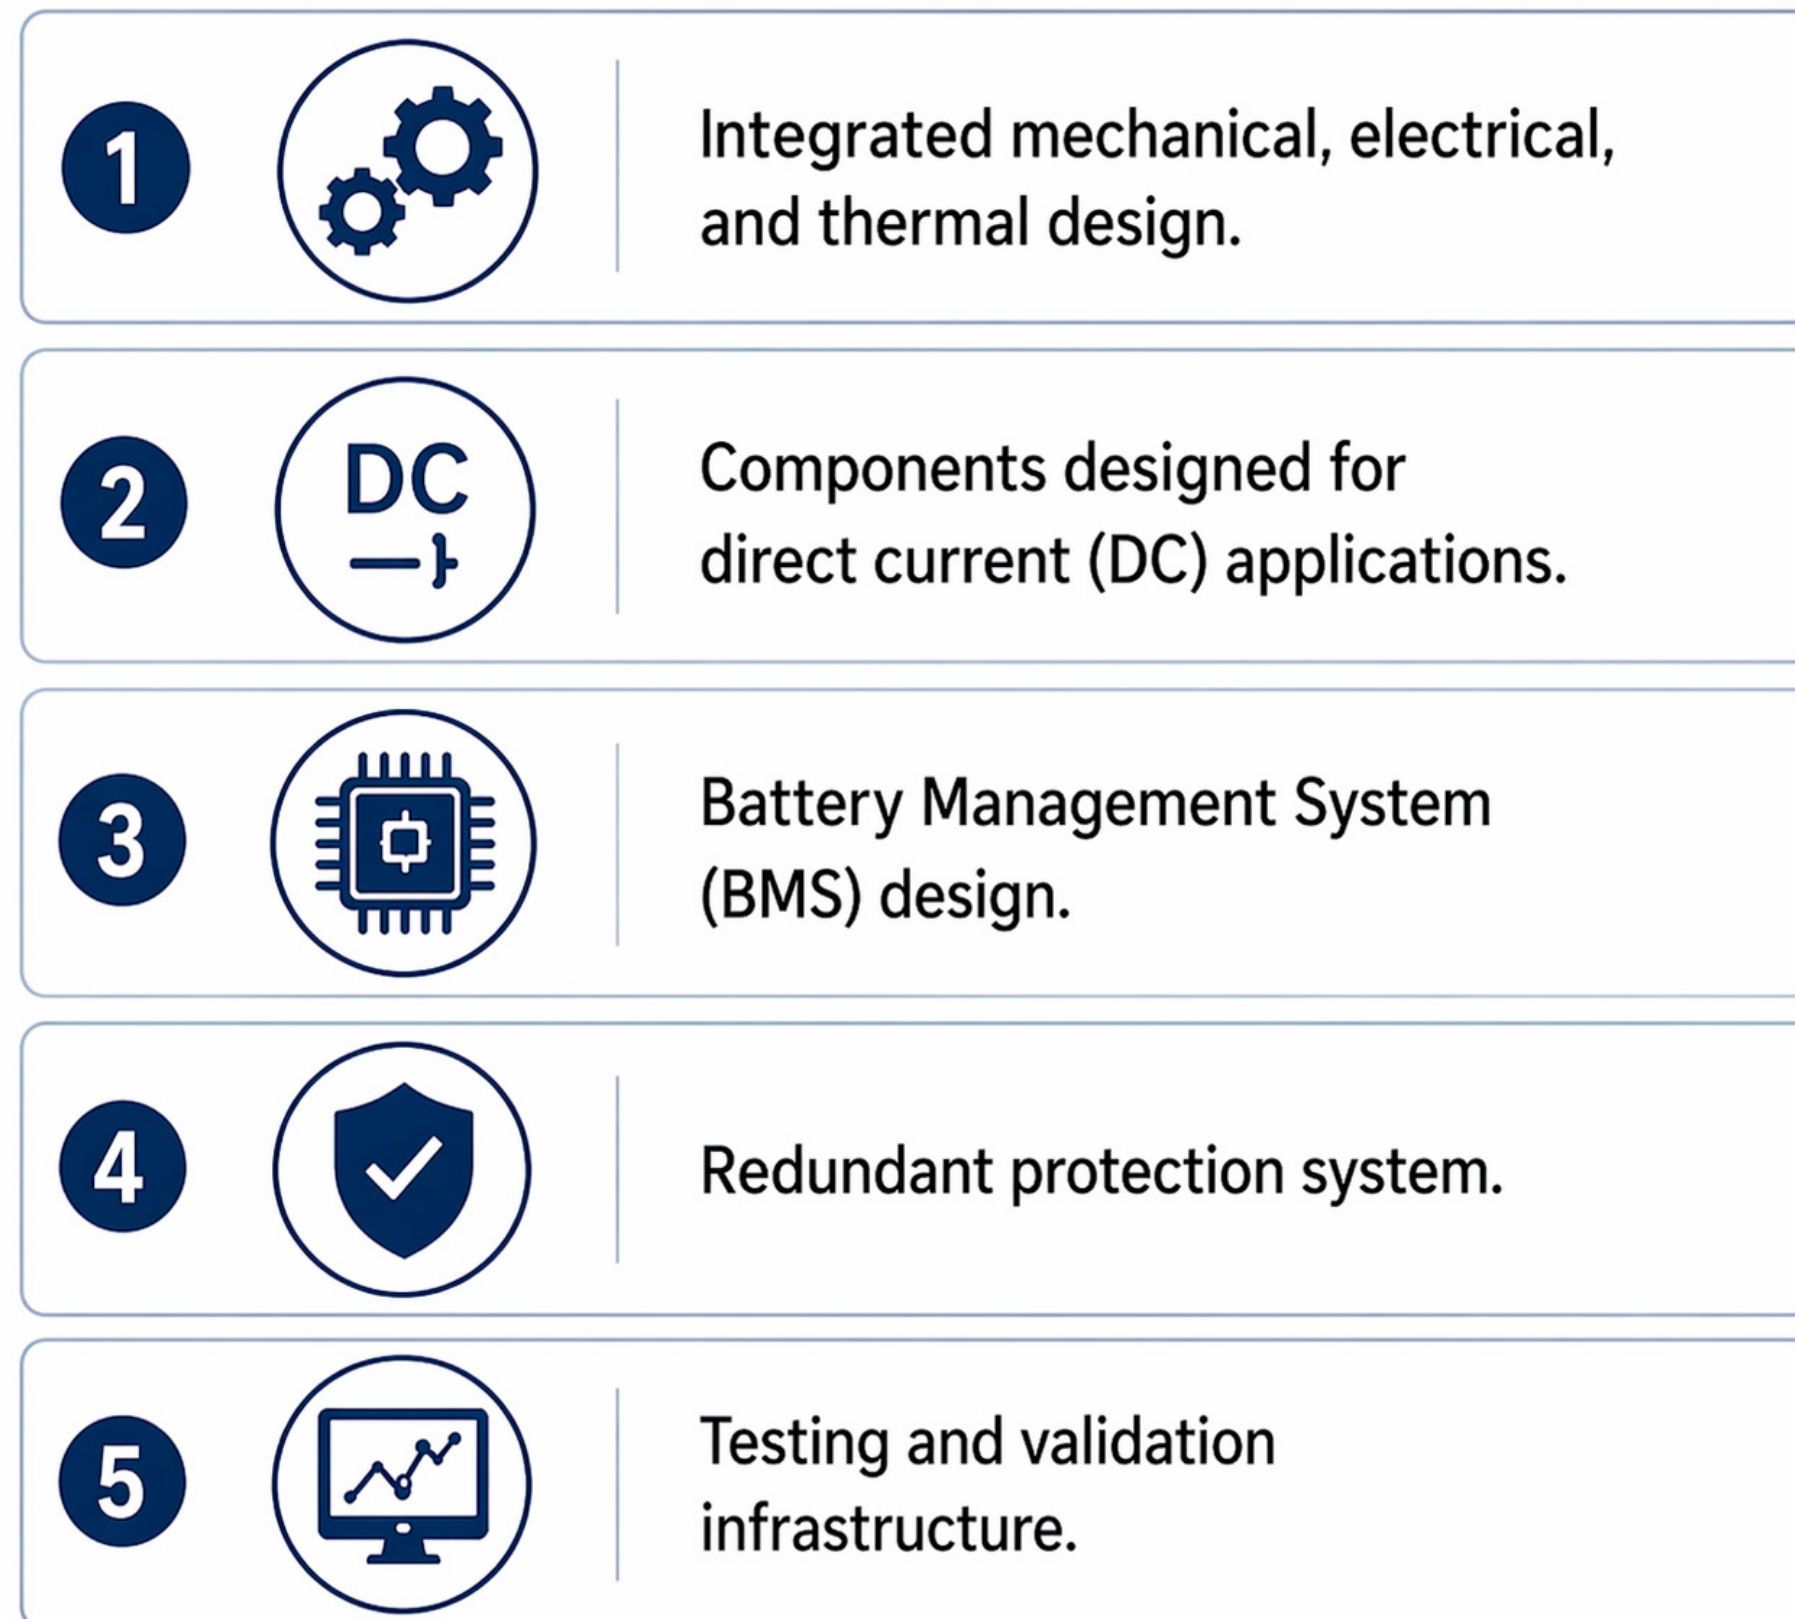 1
Integrated mechanical, electrical,
and thermal design.
2
DC
Components designed for
direct current (DC) applications.
3
Battery Management System
(BMS) design.
4
Redundant protection system.
5
Testing and validation
infrastructure.